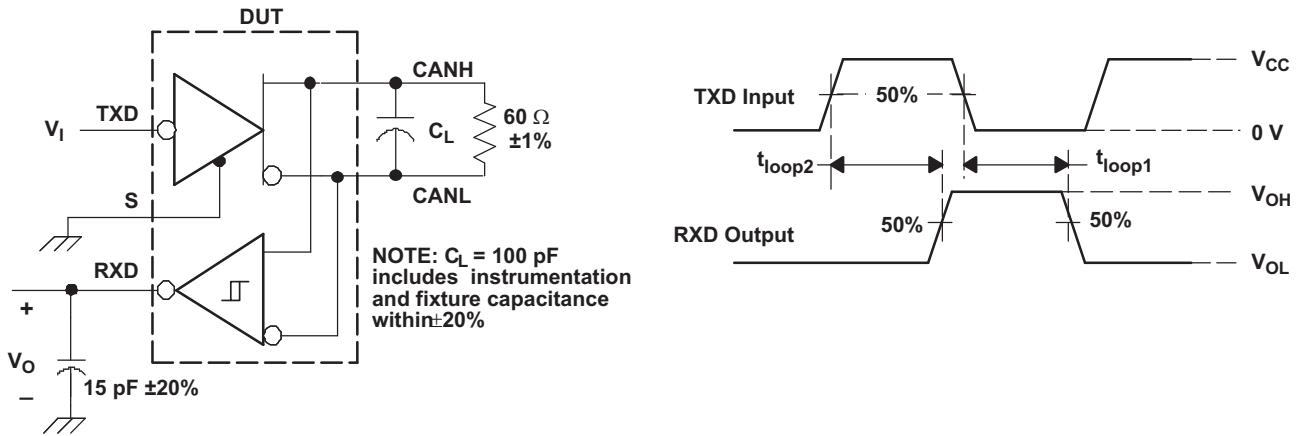 DUT
CANH
TXD
V_I
C_L
60 Ω
±1%
S
CANL
RXD
NOTE: C_L = 100 pF
includes instrumentation
and fixture capacitance
within±20%
+
V_O
15 pF ±20%
–
V_CC
TXD Input
50%
0 V
t_loop2
t_loop1
V_OH
50%
50%
RXD Output
V_OL